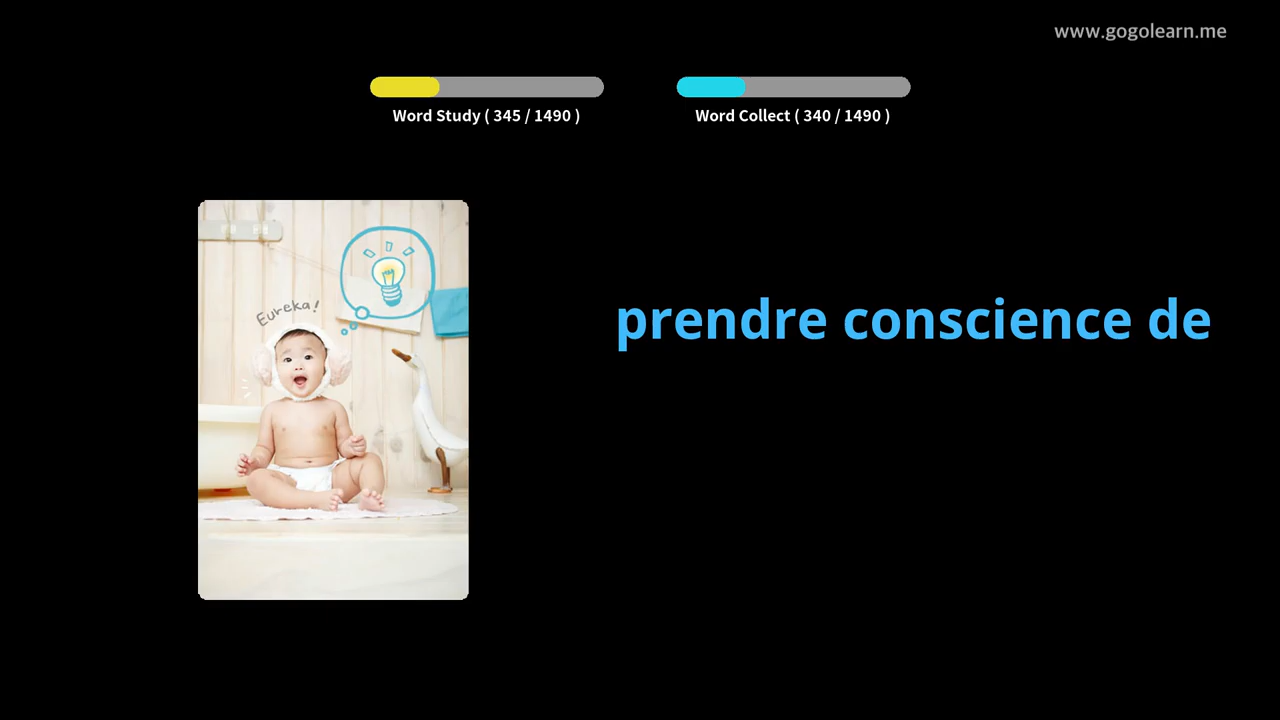 www.gogolearn.me
Word Study ( 345 / 1490 )
Word Collect ( 340 / 1490 )
Eureka!
prendre conscience de